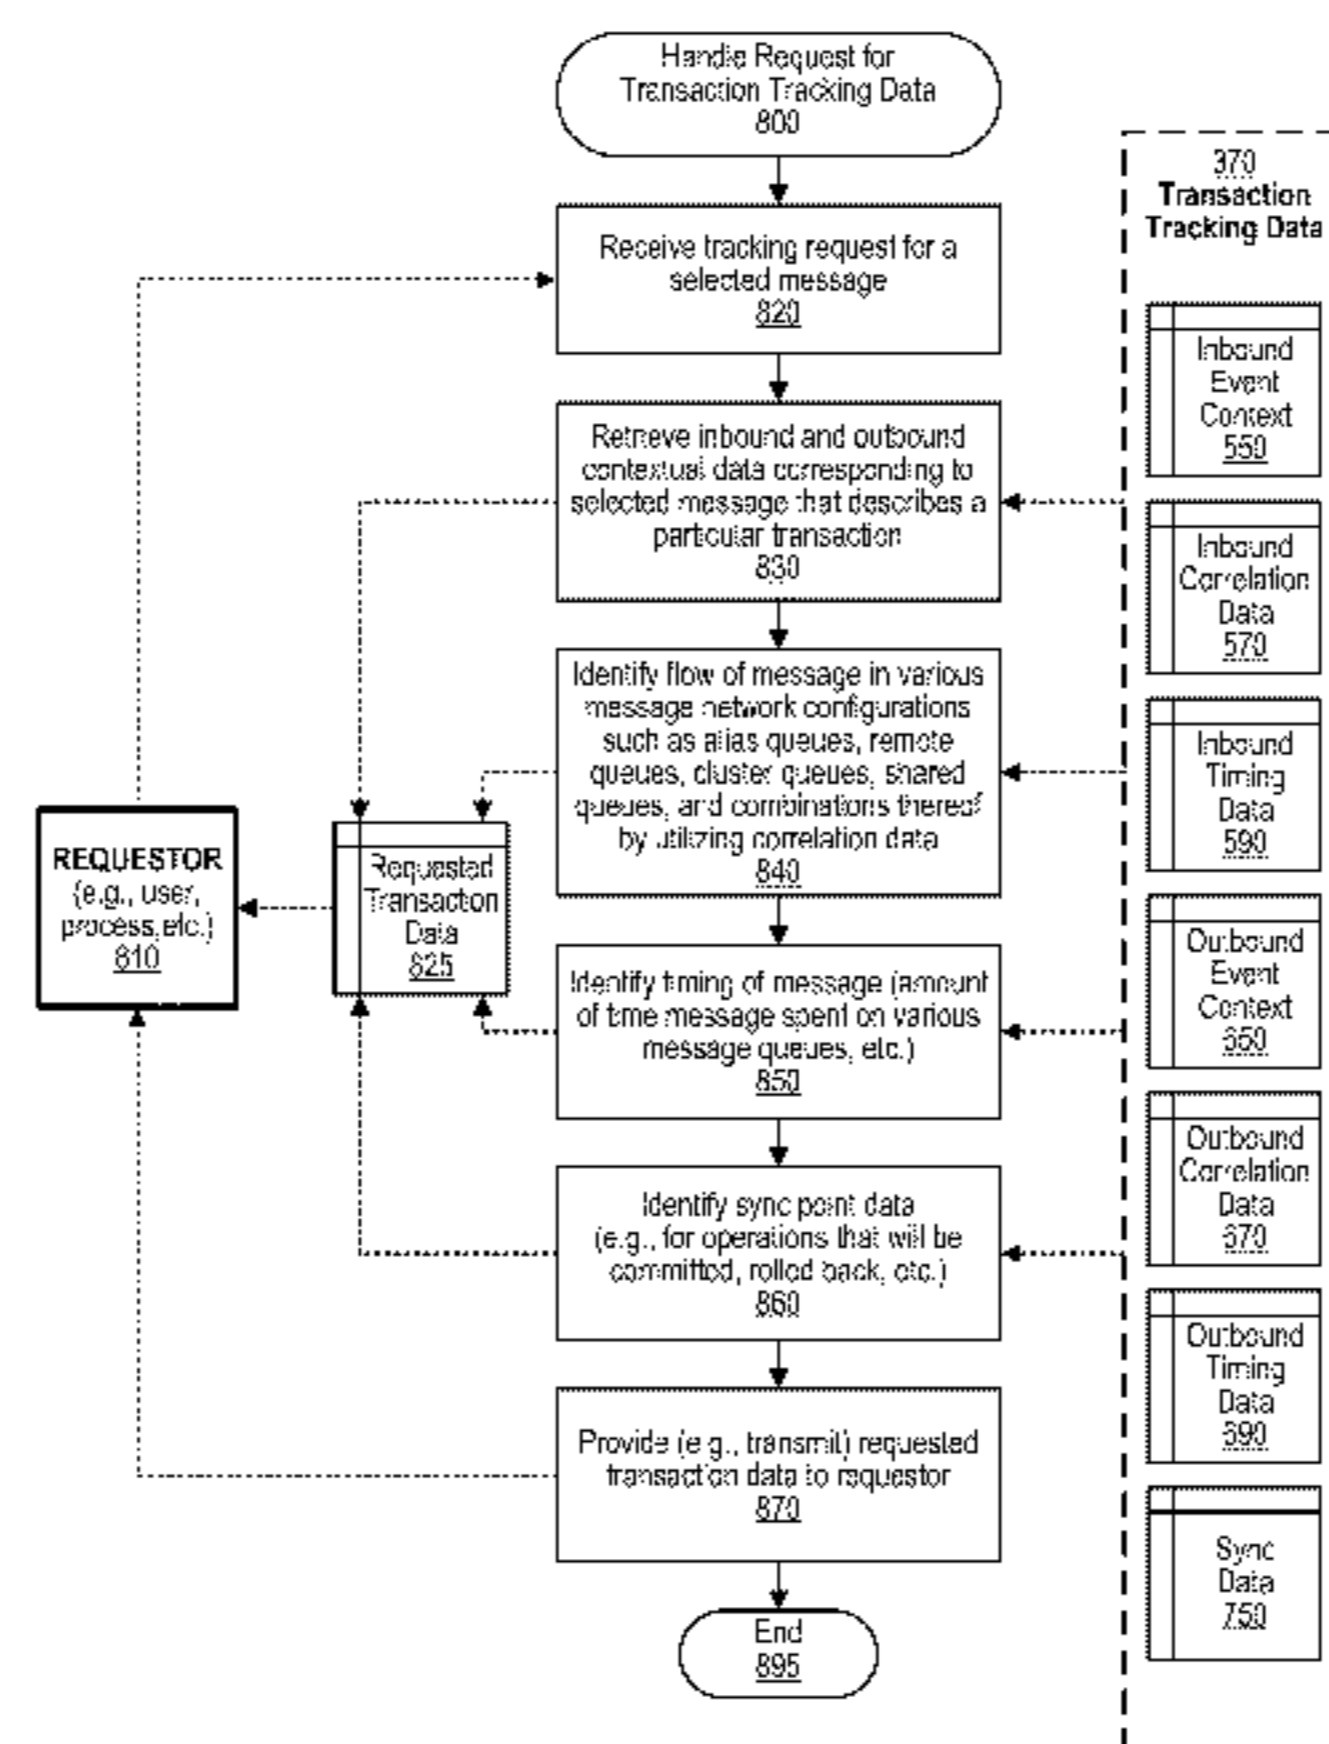 Handle Request for
Transaction Tracking Data
800
Receive tracking request for a
selected message
820
Retrieve inbound and outbound
contextual data corresponding to
selected message that describes a
particular transaction
830
Identify flow of message in various
message network configurations
such as alias queues, remote
queues, cluster queues, shared
queues, and combinations thereof
by utilizing correlation data
840
Identify timing of message (amount
of time message spent on various
message queues, etc.)
850
Identify sync point data
(e.g., for operations that will be
committed, rolled back, etc.)
860
Provide (e.g., transmit) requested
transaction data to requestor
870
End
895
REQUESTOR
(e.g., user,
process, etc.)
810
Requested
Transaction
Data
825
370
Transaction
Tracking Data
Inbound
Event
Context
550
Inbound
Correlation
Data
570
Inbound
Timing
Data
590
Outbound
Event
Context
650
Outbound
Correlation
Data
670
Outbound
Timing
Data
690
Sync
Data
750